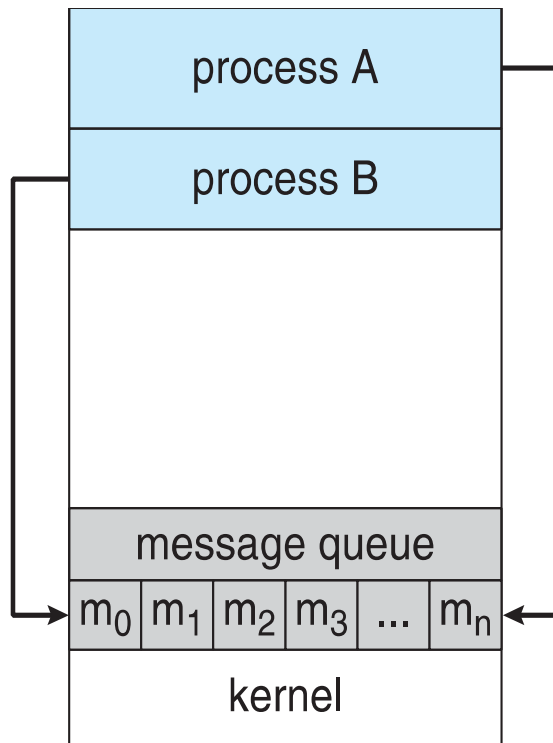 process A
process B
message queue
m₀ m₁ m₂ m₃ ... mₙ
kernel